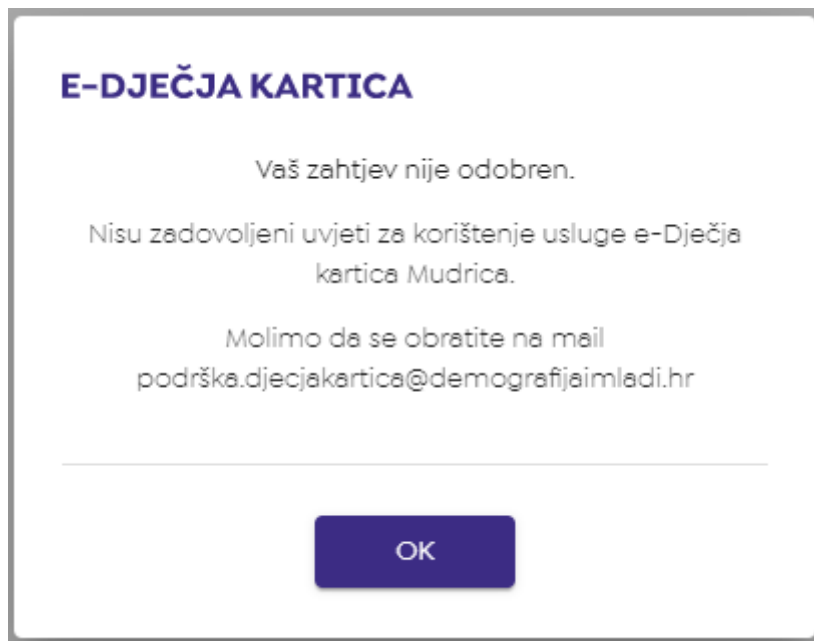 E-DJEČJA KARTICA
Vaš zahtjev nije odobren.
Nisu zadovoljeni uvjeti za korištenje usluge e-Dječja
kartica Mudrica.
Molimo da se obratite na mail
podrška.djecjakartica@demografijaimladi.hr
OK